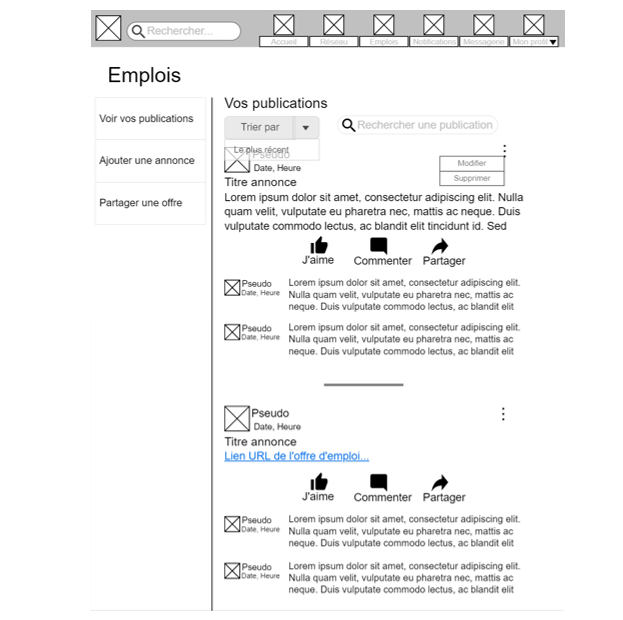 Rechercher...
Accueil
Réseau
Emplois
Notifications
Messagerie
Mon profil
Emplois
Voir vos publications
Ajouter une annonce
Partager une offre
Vos publications
Trier par
Rechercher une publication
Le plus récent
Pseudo
Date, Heure
Modifier
Supprimer
Titre annonce
Lorem ipsum dolor sit amet, consectetur adipiscing elit. Nulla
quam velit, vulputate eu pharetra nec, mattis ac neque. Duis
vulputate commodo lectus, ac blandit elit tincidunt id. Sed
J'aime
Commenter
Partager
Pseudo
Date, Heure
Lorem ipsum dolor sit amet, consectetur adipiscing elit.
Nulla quam velit, vulputate eu pharetra nec, mattis ac
neque. Duis vulputate commodo lectus, ac blandit elit
Pseudo
Date, Heure
Lorem ipsum dolor sit amet, consectetur adipiscing elit.
Nulla quam velit, vulputate eu pharetra nec, mattis ac
neque. Duis vulputate commodo lectus, ac blandit elit
Pseudo
Date, Heure
Titre annonce
Lien URL de l'offre d'emploi...
J'aime
Commenter
Partager
Pseudo
Date, Heure
Lorem ipsum dolor sit amet, consectetur adipiscing elit.
Nulla quam velit, vulputate eu pharetra nec, mattis ac
neque. Duis vulputate commodo lectus, ac blandit elit
Pseudo
Date, Heure
Lorem ipsum dolor sit amet, consectetur adipiscing elit.
Nulla quam velit, vulputate eu pharetra nec, mattis ac
neque. Duis vulputate commodo lectus, ac blandit elit